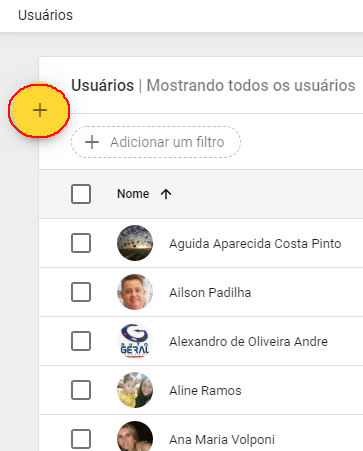 Usuários
Usuários | Mostrando todos os usuários
+ Adicionar um filtro
Nome
Aguida Aparecida Costa Pinto
Ailson Padilha
GERAL
Alexandro de Oliveira Andre
Aline Ramos
Ana Maria Volponi